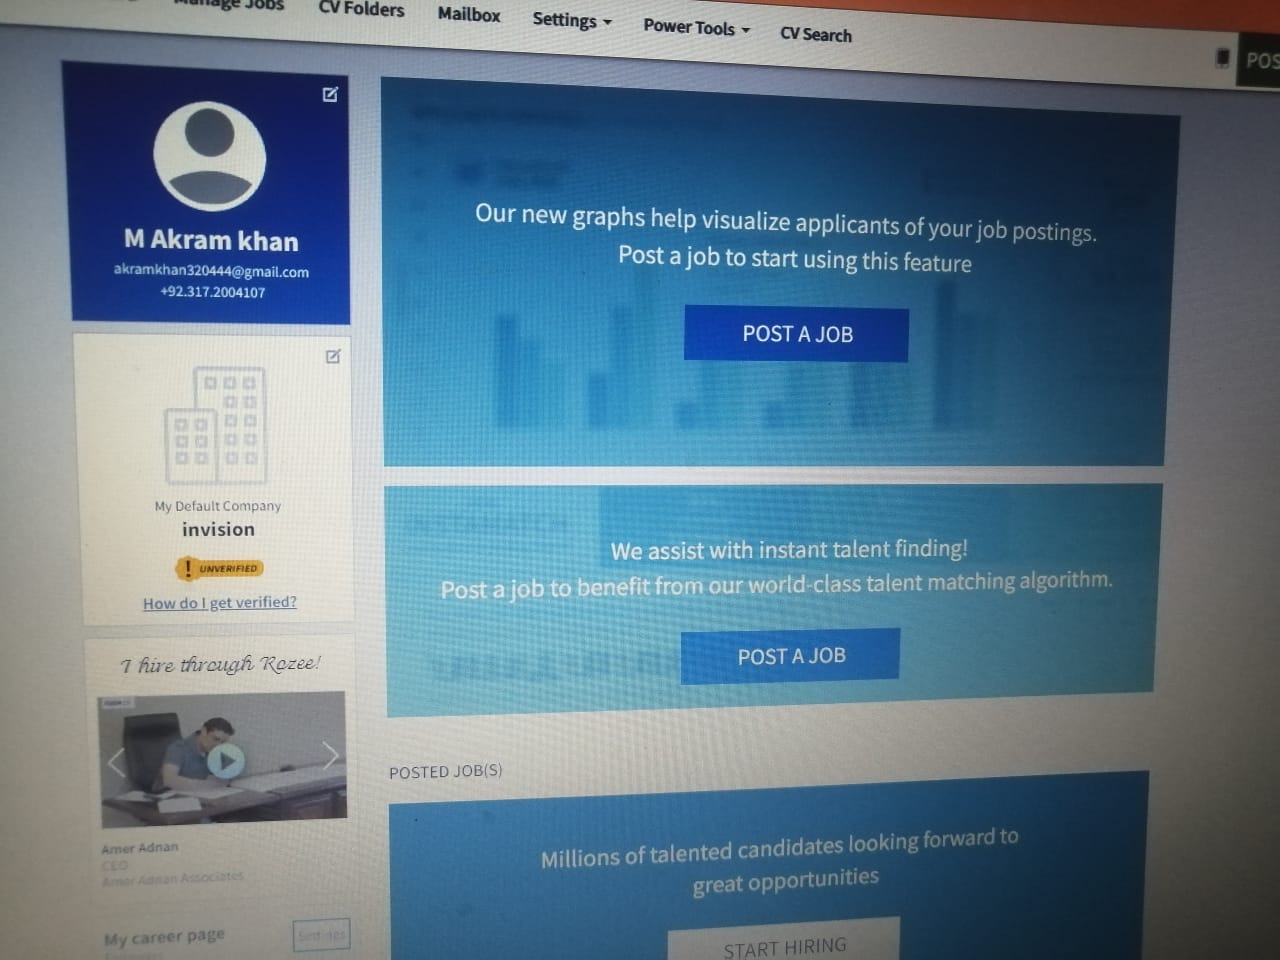 Manage Jobs
CV Folders
Mailbox
Settings
Power Tools
CV Search
POS
M Akram khan
akramkhan320444@gmail.com
+92.317.2004107
My Default Company
invision
! UNVERIFIED
How do I get verified?
I hire through Rozee!
Amer Adnan
CEO
Amer Adnan Associates
My career page
Settings
Our new graphs help visualize applicants of your job postings.
Post a job to start using this feature
POST A JOB
We assist with instant talent finding!
Post a job to benefit from our world-class talent matching algorithm.
POST A JOB
POSTED JOB(S)
Millions of talented candidates looking forward to
great opportunities
START HIRING